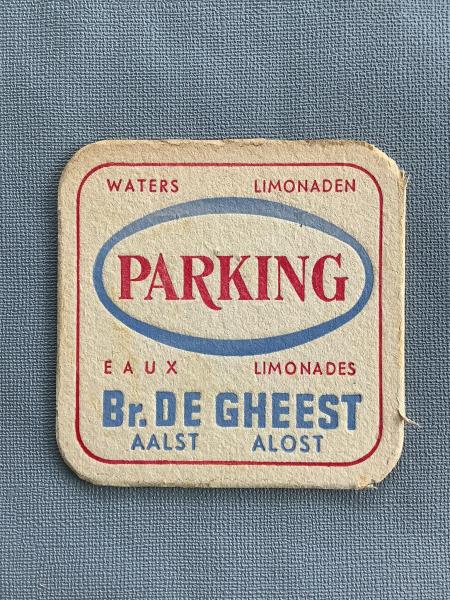 WATERS LIMONADEN
PARKING
EAUX LIMONADES
Br. DE GHEEST
AALST ALOST